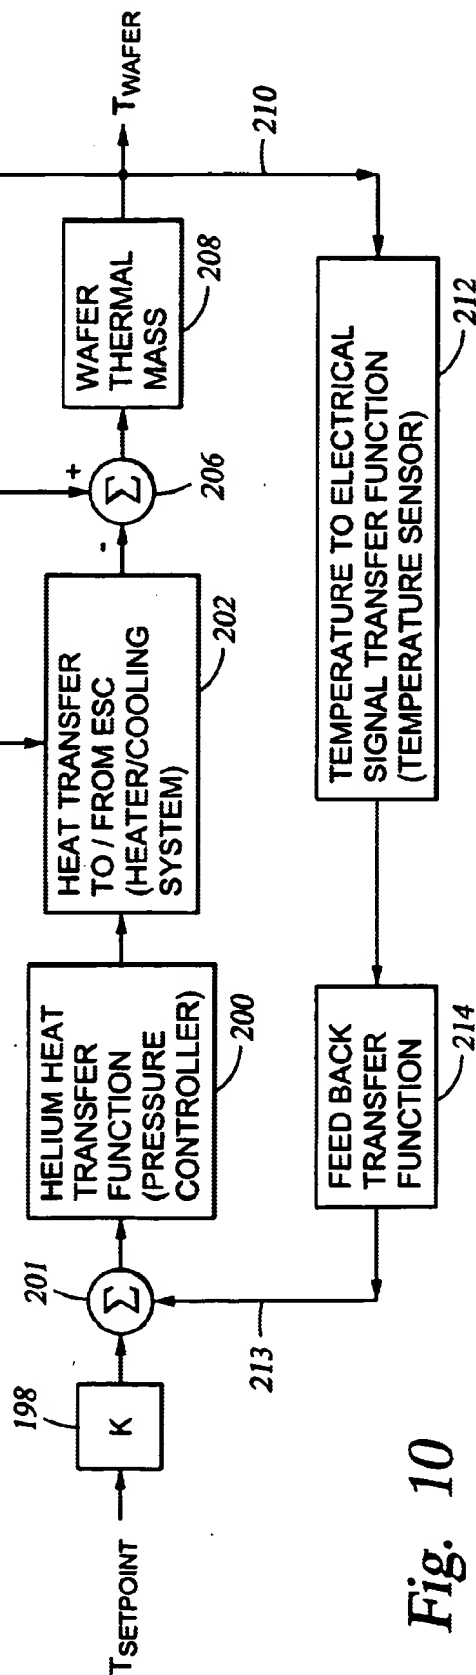 T SETPOINT
198
K
201
Σ
HELIUM HEAT
TRANSFER
FUNCTION
(PRESSURE
CONTROLLER)
200
HEAT TRANSFER
TO / FROM ESC
(HEATER/COOLING
SYSTEM)
202
-
+
Σ
206
WAFER
THERMAL
MASS
208
T WAFER
210
TEMPERATURE TO ELECTRICAL
SIGNAL TRANSFER FUNCTION
(TEMPERATURE SENSOR)
212
FEED BACK
TRANSFER
FUNCTION
214
213
Fig. 10